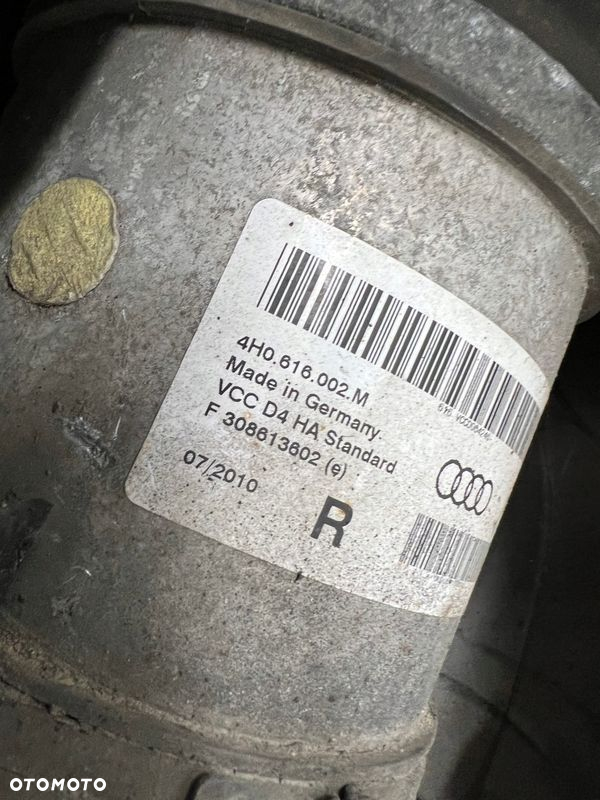 4H0.616.002.M
Made in Germany.
VCC D4 HA Standard
F 308613602 (e)
07/2010
R
OTOMOTO